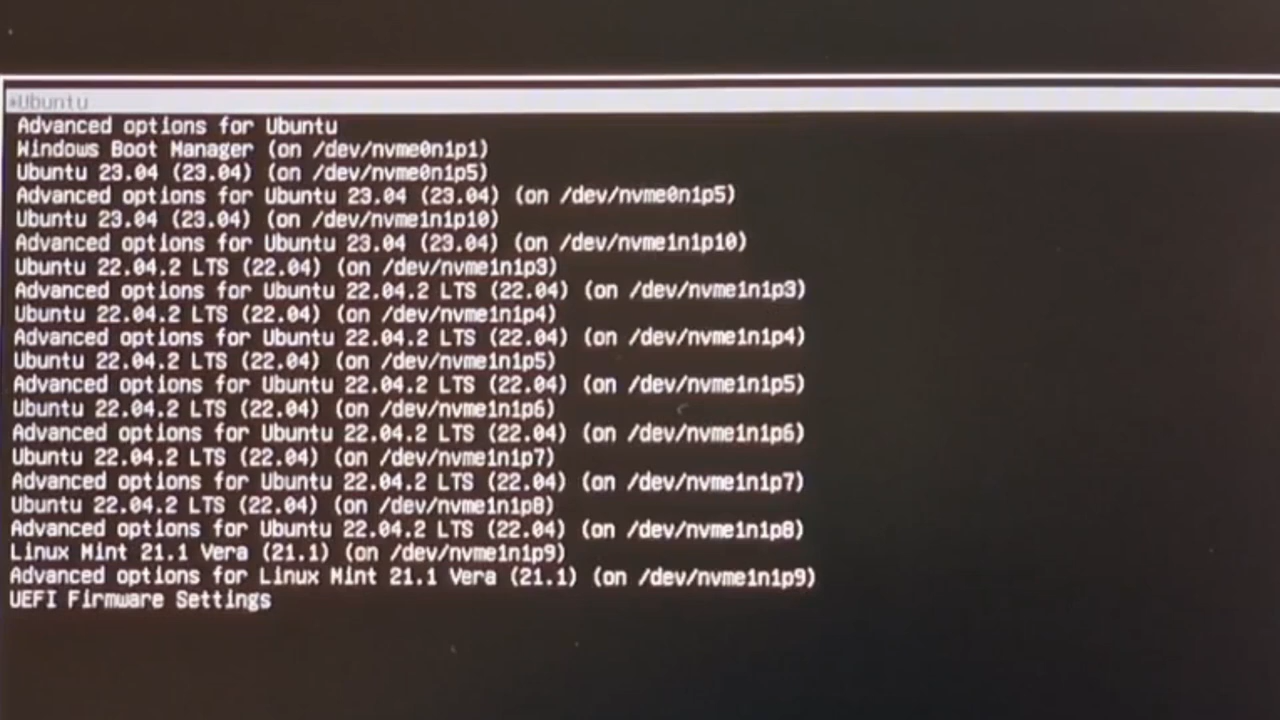 *Ubuntu
Advanced options for Ubuntu
Windows Boot Manager (on /dev/nvme0n1p1)
Ubuntu 23.04 (23.04) (on /dev/nvme0n1p5)
Advanced options for Ubuntu 23.04 (23.04) (on /dev/nvme0n1p5)
Ubuntu 23.04 (23.04) (on /dev/nvme1n1p10)
Advanced options for Ubuntu 23.04 (23.04) (on /dev/nvme1n1p10)
Ubuntu 22.04.2 LTS (22.04) (on /dev/nvme1n1p3)
Advanced options for Ubuntu 22.04.2 LTS (22.04) (on /dev/nvme1n1p3)
Ubuntu 22.04.2 LTS (22.04) (on /dev/nvme1n1p4)
Advanced options for Ubuntu 22.04.2 LTS (22.04) (on /dev/nvme1n1p4)
Ubuntu 22.04.2 LTS (22.04) (on /dev/nvme1n1p5)
Advanced options for Ubuntu 22.04.2 LTS (22.04) (on /dev/nvme1n1p5)
Ubuntu 22.04.2 LTS (22.04) (on /dev/nvme1n1p6)
Advanced options for Ubuntu 22.04.2 LTS (22.04) (on /dev/nvme1n1p6)
Ubuntu 22.04.2 LTS (22.04) (on /dev/nvme1n1p7)
Advanced options for Ubuntu 22.04.2 LTS (22.04) (on /dev/nvme1n1p7)
Ubuntu 22.04.2 LTS (22.04) (on /dev/nvme1n1p8)
Advanced options for Ubuntu 22.04.2 LTS (22.04) (on /dev/nvme1n1p8)
Linux Mint 21.1 Vera (21.1) (on /dev/nvme1n1p9)
Advanced options for Linux Mint 21.1 Vera (21.1) (on /dev/nvme1n1p9)
UEFI Firmware Settings